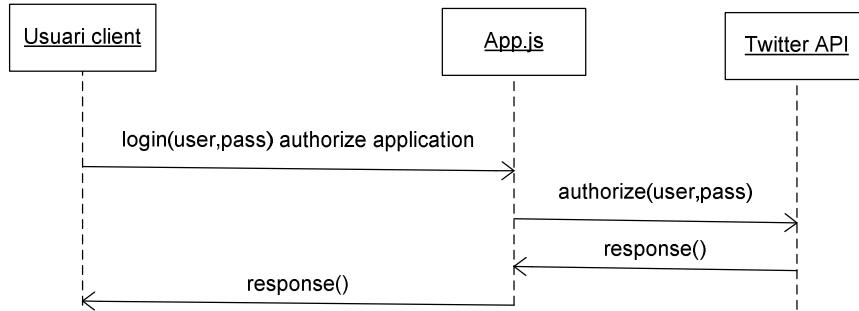 Usuari client
App.js
Twitter API
login(user,pass) authorize application
authorize(user,pass)
response()
response()